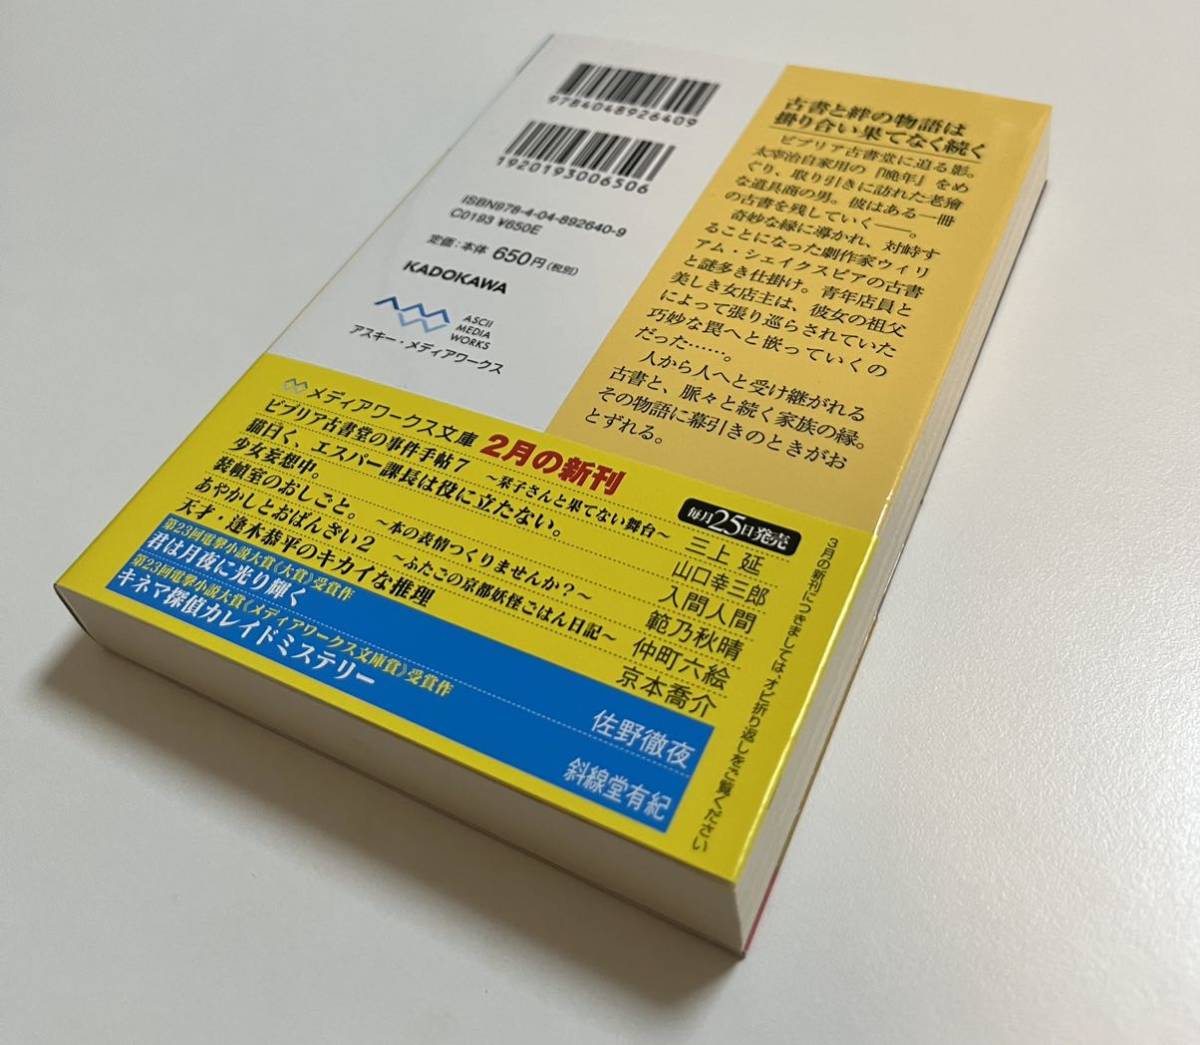 9784048926409
1920193006506
ISBN978-4-04-892640-9
C0193 ¥650E
定価:本体 650円(税別)
KADOKAWA
ASCII
MEDIA
WORKS
アスキー・メディアワークス
古書と絆の物語は
掛り合い果てなく続く
ビブリア古書堂に迫る影。
太宰治自家用の『晩年』をめ
ぐり、取り引きに訪れた老獪
な道具商の男。彼はある一冊
の古書を残していく――。
奇妙な縁に導かれ、対峙す
ることになった劇作家ウィリ
アム・シェイクスピアの古書
と謎多き仕掛け。青年店員と
美しき女店主は、彼女の祖父
によって張り巡らされていた
巧妙な罠へと嵌っていくの
だった……。
人から人へと受け継がれる
古書と、脈々と続く家族の縁。
その物語に幕引きのときがお
とずれる。
メディアワークス文庫 2月の新刊
毎月25日発売
ビブリア古書堂の事件手帖7 ～栞子さんと果てない舞台～ 三上 延
猫曰く、エスパー課長は役に立たない。 山口幸三郎
少女妄想中。 入間人間
装幀室のおしごと。 ～本の表情つくりませんか?～ 範乃秋晴
あやかしとおばんざい2 ～ふたごの京都妖怪ごはん日記～ 仲町六絵
天才・逢木恭平のキカイな推理 京本喬介
第23回電撃小説大賞《大賞》受賞作
君は月夜に光り輝く 佐野徹夜
第23回電撃小説大賞《メディアワークス文庫賞》受賞作
キネマ探偵カレイドミステリー 斜線堂有紀
3月の新刊につきましては、オビ折り返しをご覧ください